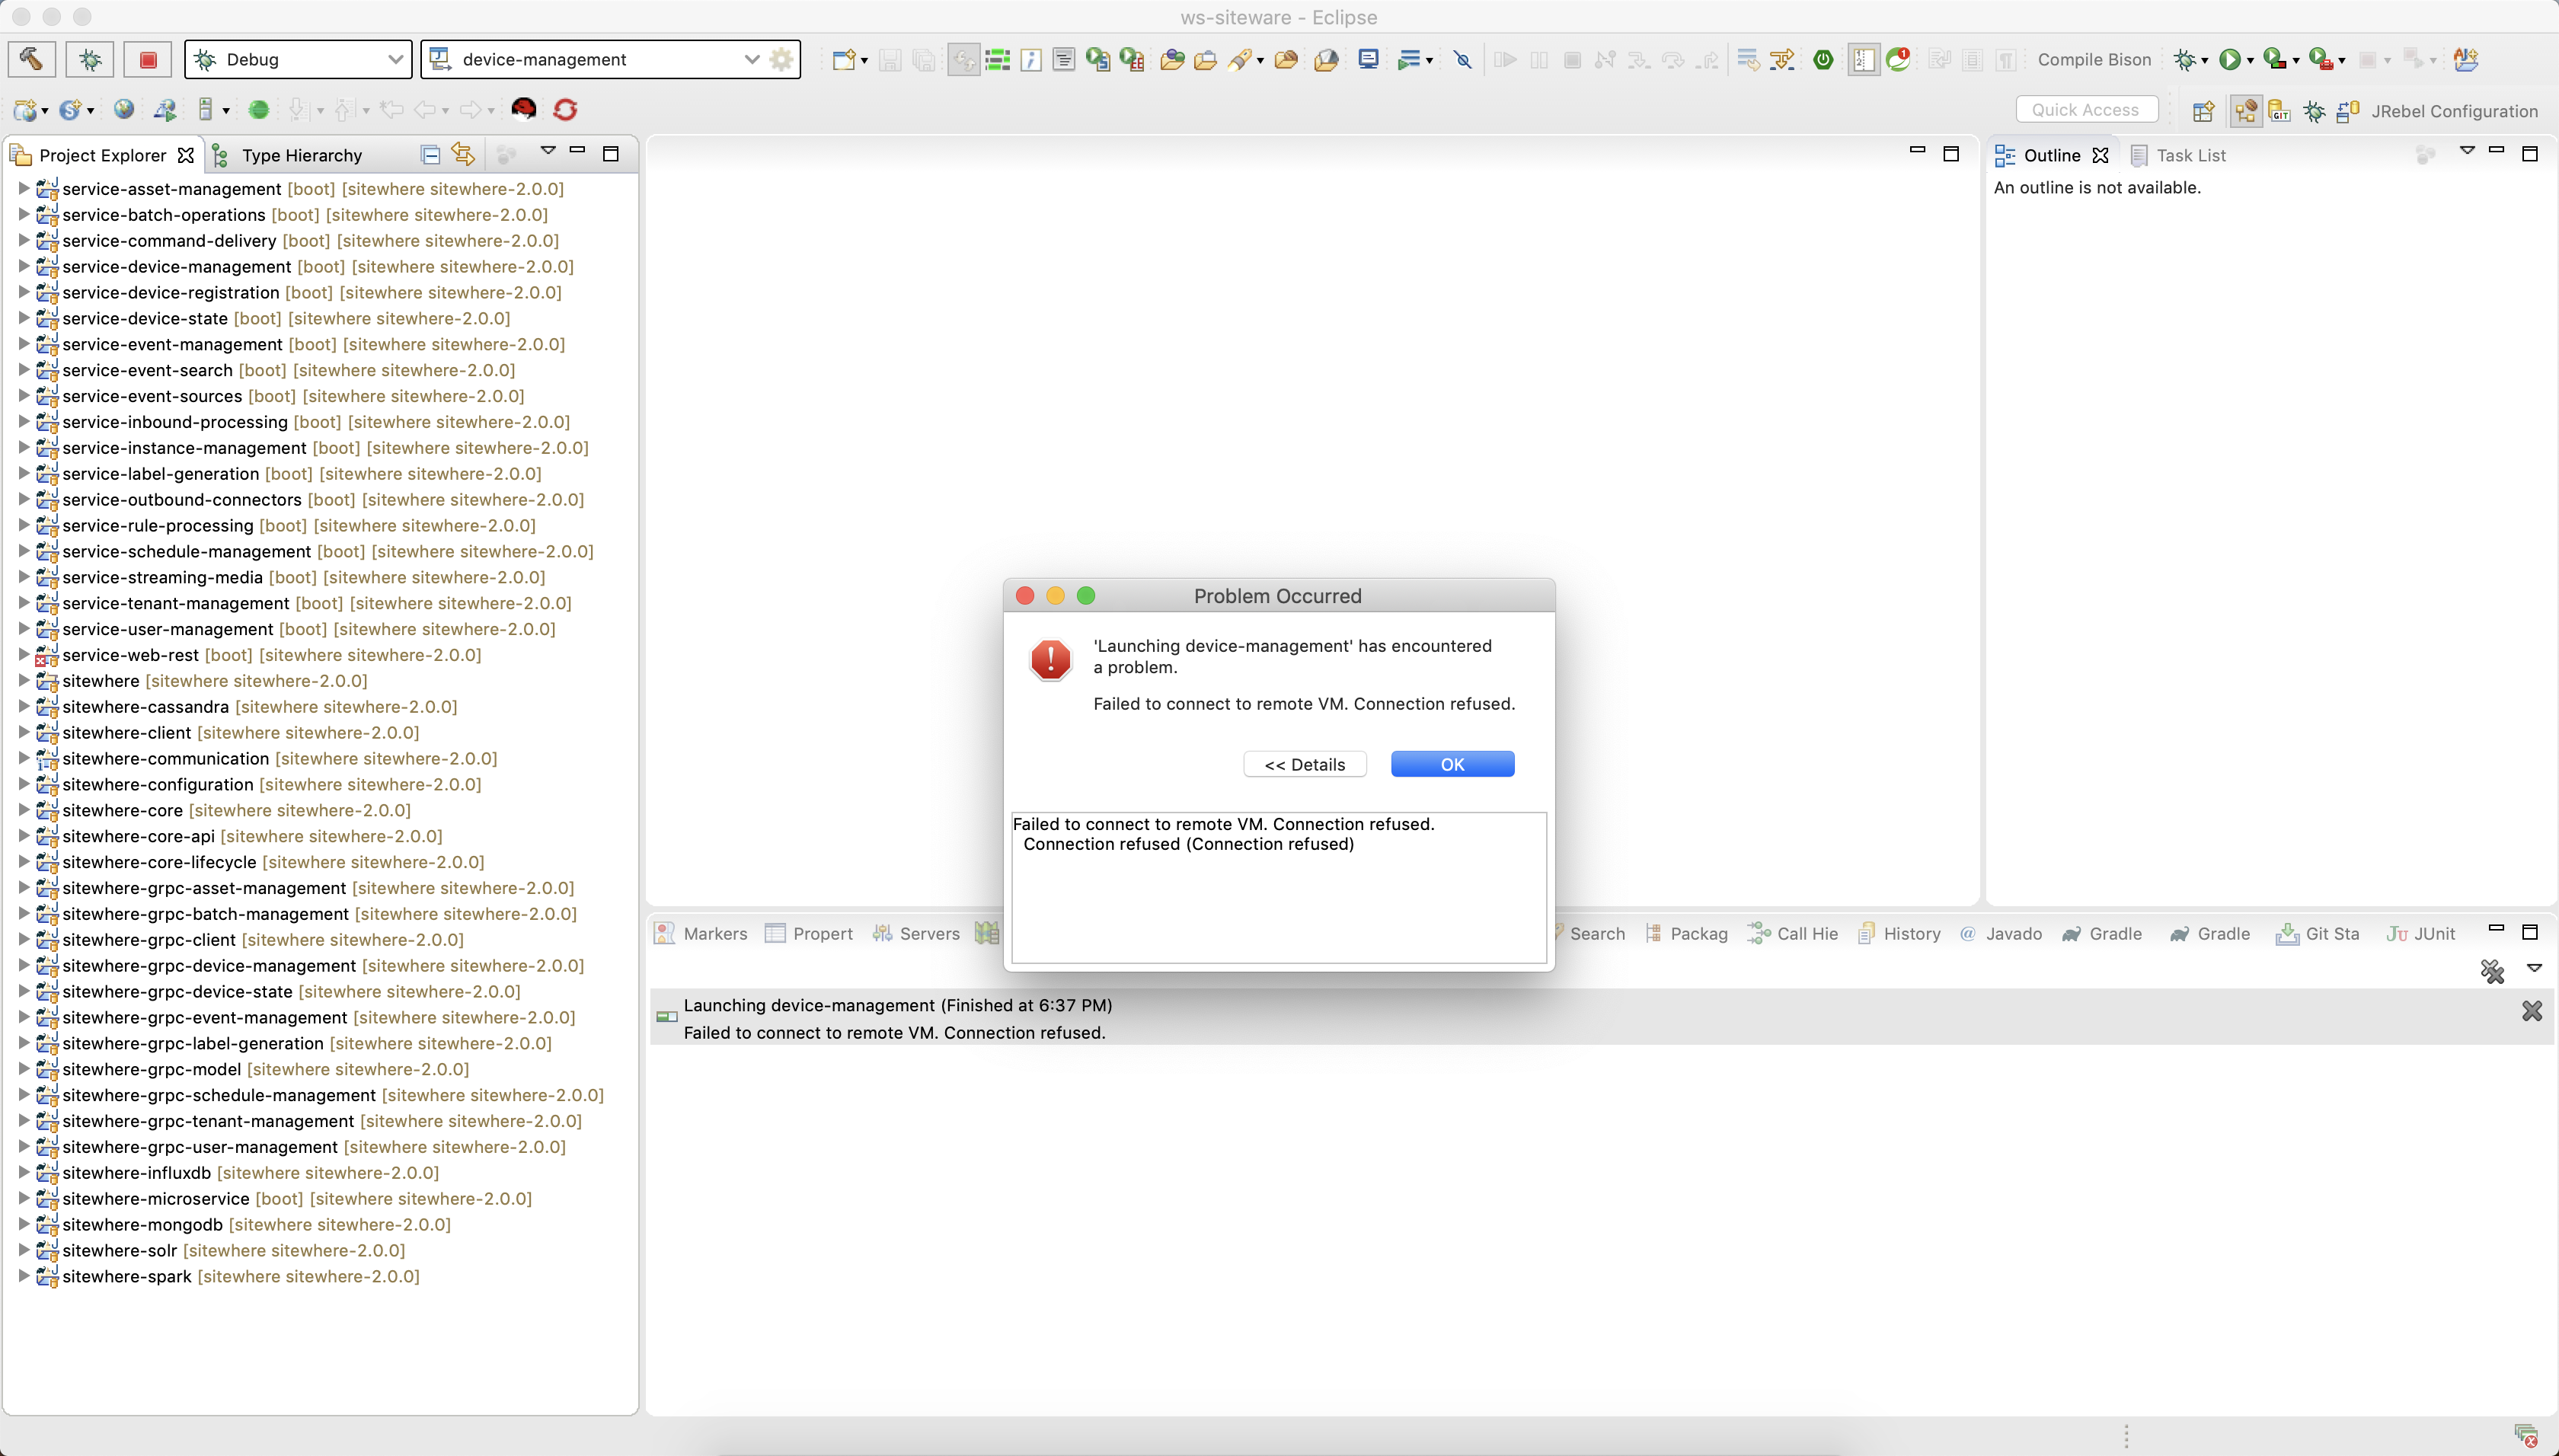 ws-siteware - Eclipse
Debug
device-management
Compile Bison
Quick Access
JRebel Configuration
Project Explorer
Type Hierarchy
Outline
Task List
An outline is not available.
service-asset-management [boot] [sitewhere sitewhere-2.0.0]
service-batch-operations [boot] [sitewhere sitewhere-2.0.0]
service-command-delivery [boot] [sitewhere sitewhere-2.0.0]
service-device-management [boot] [sitewhere sitewhere-2.0.0]
service-device-registration [boot] [sitewhere sitewhere-2.0.0]
service-device-state [boot] [sitewhere sitewhere-2.0.0]
service-event-management [boot] [sitewhere sitewhere-2.0.0]
service-event-search [boot] [sitewhere sitewhere-2.0.0]
service-event-sources [boot] [sitewhere sitewhere-2.0.0]
service-inbound-processing [boot] [sitewhere sitewhere-2.0.0]
service-instance-management [boot] [sitewhere sitewhere-2.0.0]
service-label-generation [boot] [sitewhere sitewhere-2.0.0]
service-outbound-connectors [boot] [sitewhere sitewhere-2.0.0]
service-rule-processing [boot] [sitewhere sitewhere-2.0.0]
service-schedule-management [boot] [sitewhere sitewhere-2.0.0]
service-streaming-media [boot] [sitewhere sitewhere-2.0.0]
service-tenant-management [boot] [sitewhere sitewhere-2.0.0]
service-user-management [boot] [sitewhere sitewhere-2.0.0]
service-web-rest [boot] [sitewhere sitewhere-2.0.0]
sitewhere [sitewhere sitewhere-2.0.0]
sitewhere-cassandra [sitewhere sitewhere-2.0.0]
sitewhere-client [sitewhere sitewhere-2.0.0]
sitewhere-communication [sitewhere sitewhere-2.0.0]
sitewhere-configuration [sitewhere sitewhere-2.0.0]
sitewhere-core [sitewhere sitewhere-2.0.0]
sitewhere-core-api [sitewhere sitewhere-2.0.0]
sitewhere-core-lifecycle [sitewhere sitewhere-2.0.0]
sitewhere-grpc-asset-management [sitewhere sitewhere-2.0.0]
sitewhere-grpc-batch-management [sitewhere sitewhere-2.0.0]
sitewhere-grpc-client [sitewhere sitewhere-2.0.0]
sitewhere-grpc-device-management [sitewhere sitewhere-2.0.0]
sitewhere-grpc-device-state [sitewhere sitewhere-2.0.0]
sitewhere-grpc-event-management [sitewhere sitewhere-2.0.0]
sitewhere-grpc-label-generation [sitewhere sitewhere-2.0.0]
sitewhere-grpc-model [sitewhere sitewhere-2.0.0]
sitewhere-grpc-schedule-management [sitewhere sitewhere-2.0.0]
sitewhere-grpc-tenant-management [sitewhere sitewhere-2.0.0]
sitewhere-grpc-user-management [sitewhere sitewhere-2.0.0]
sitewhere-influxdb [sitewhere sitewhere-2.0.0]
sitewhere-microservice [boot] [sitewhere sitewhere-2.0.0]
sitewhere-mongodb [sitewhere sitewhere-2.0.0]
sitewhere-solr [sitewhere sitewhere-2.0.0]
sitewhere-spark [sitewhere sitewhere-2.0.0]
Problem Occurred
'Launching device-management' has encountered
a problem.
Failed to connect to remote VM. Connection refused.
<< Details
OK
Failed to connect to remote VM. Connection refused.
Connection refused (Connection refused)
Markers
Propert
Servers
Search
Packag
Call Hie
History
Javado
Gradle
Gradle
Git Sta
JUnit
Launching device-management (Finished at 6:37 PM)
Failed to connect to remote VM. Connection refused.